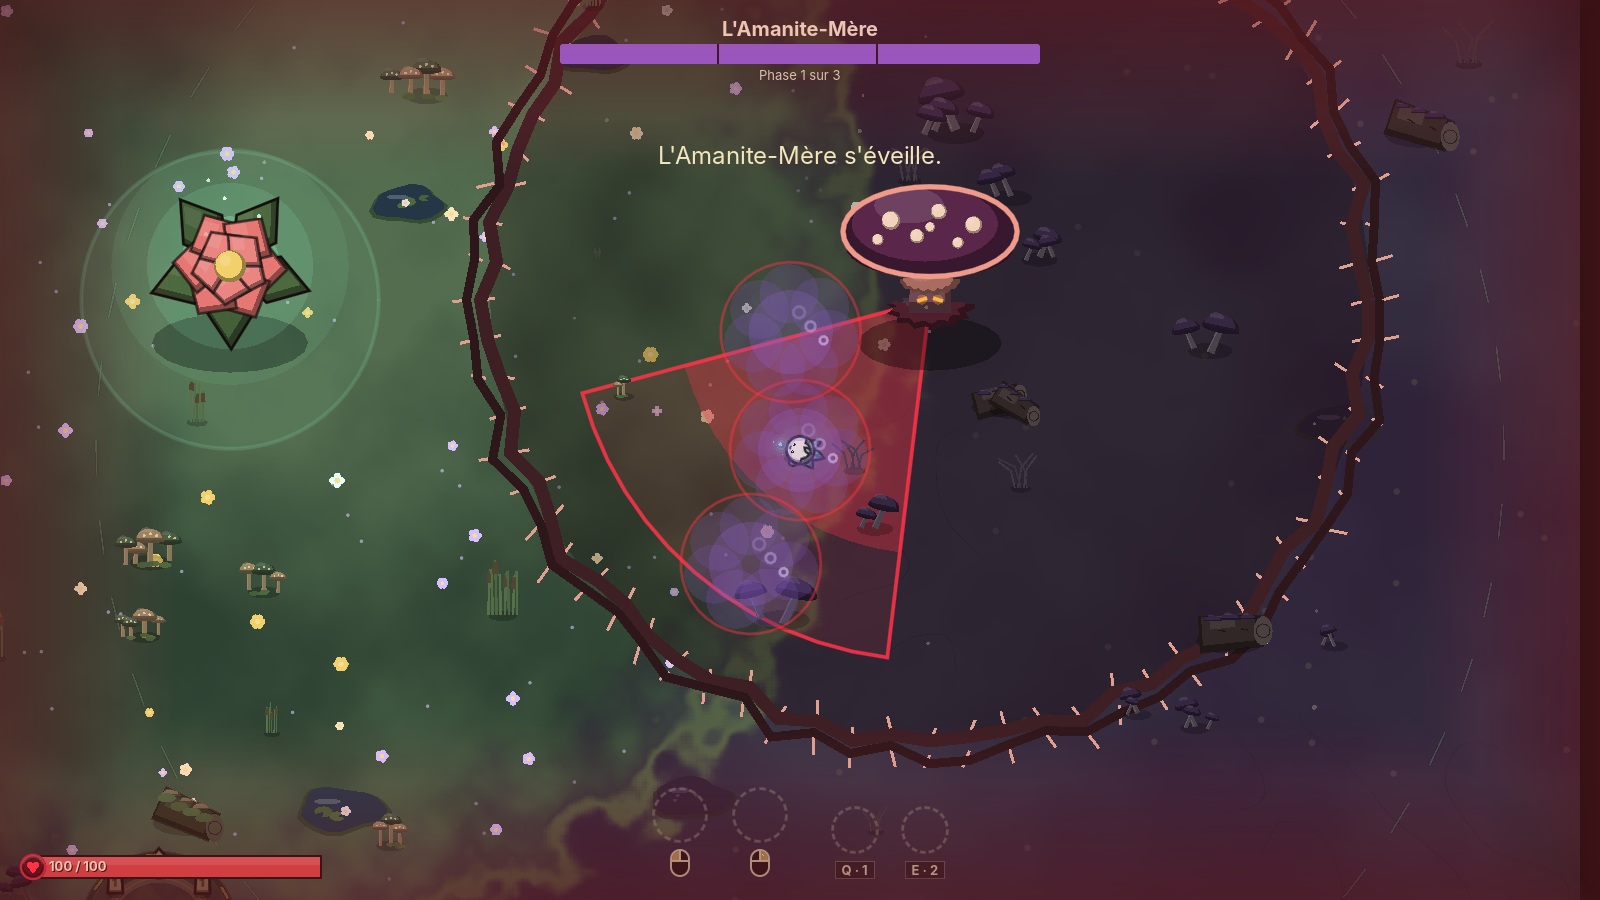 L'Amanite-Mère
Phase 1 sur 3
L'Amanite-Mère s'éveille.
100 / 100
Q · 1
E · 2